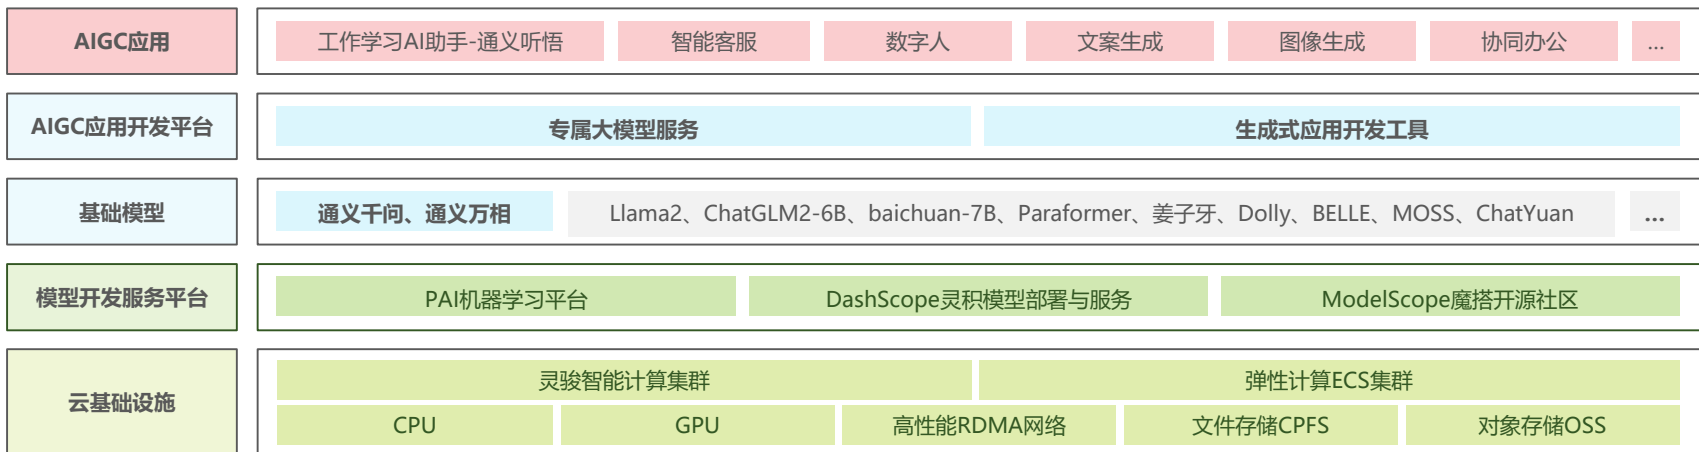 AIGC应用
工作学习AI助手-通义听悟
智能客服
数字人
文案生成
图像生成
协同办公
...
AIGC应用开发平台
专属大模型服务
生成式应用开发工具
基础模型
通义千问、通义万相
Llama2、ChatGLM2-6B、baichuan-7B、Paraformer、姜子牙、Dolly、BELLE、MOSS、ChatYuan
...
模型开发服务平台
PAI机器学习平台
DashScope灵积模型部署与服务
ModelScope魔搭开源社区
云基础设施
灵骏智能计算集群
弹性计算ECS集群
CPU
GPU
高性能RDMA网络
文件存储CPFS
对象存储OSS